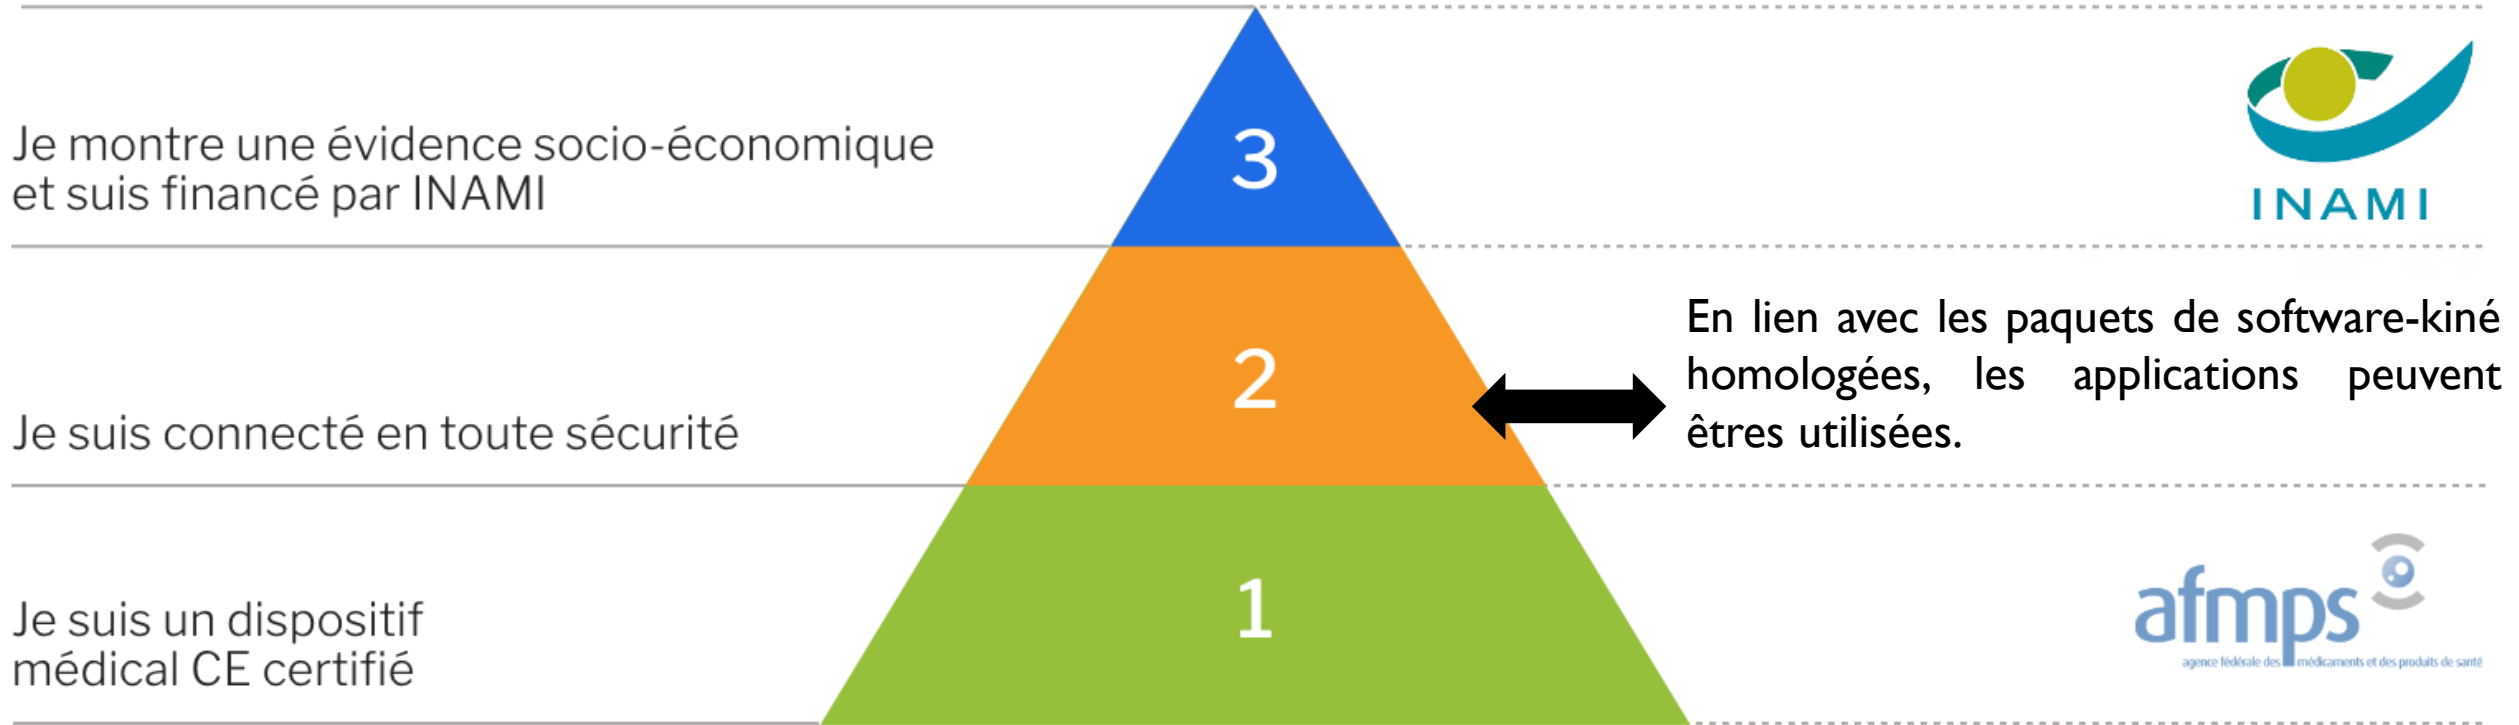 Je montre une évidence socio-économique
et suis financé par INAMI
3
INAMI
Je suis connecté en toute sécurité
2
En lien avec les paquets de software-kiné
homologées, les applications peuvent
êtres utilisées.
Je suis un dispositif
médical CE certifié
1
afmps
agence fédérale des médicaments et des produits de santé